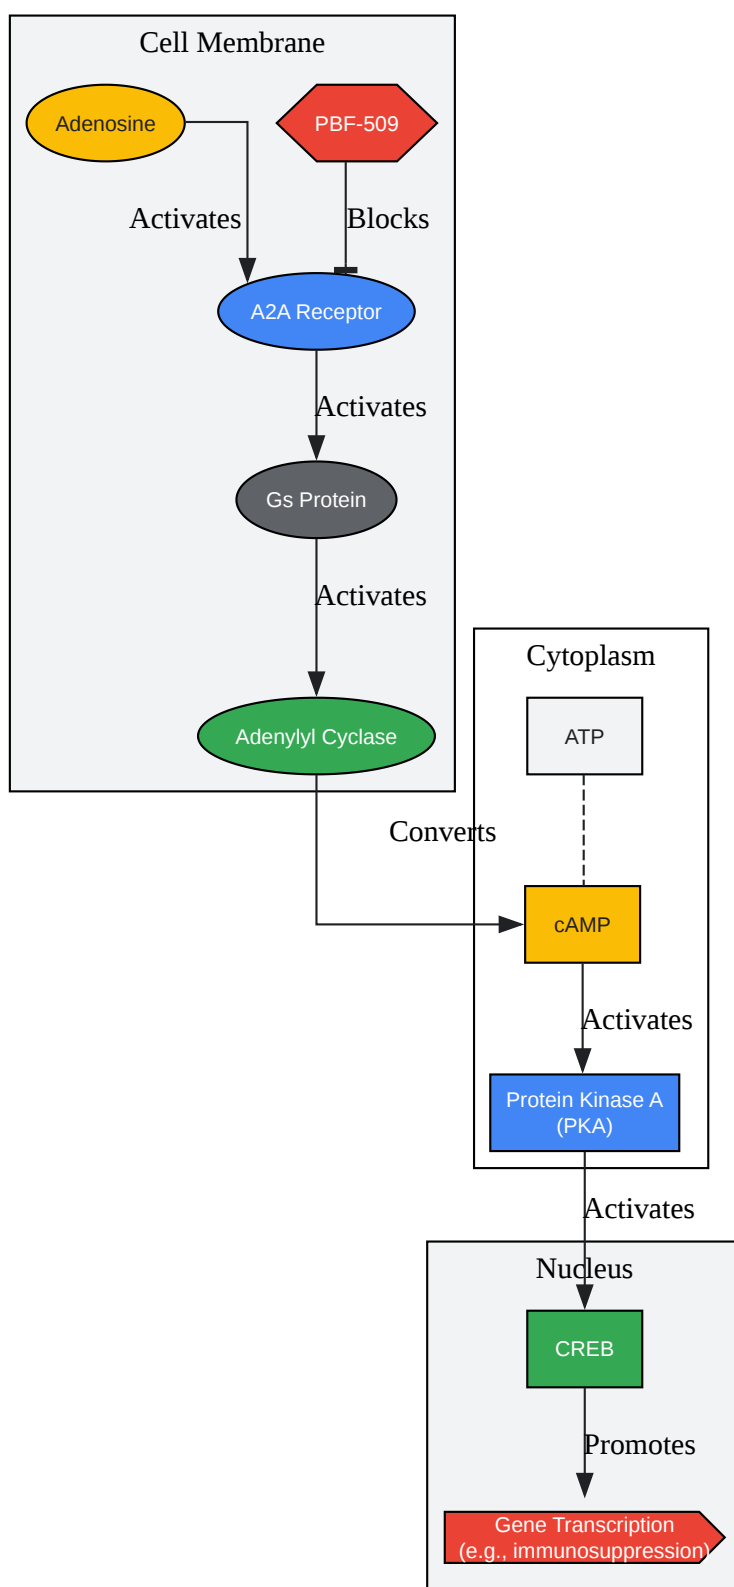 Cell Membrane
Adenosine
PBF-509
Activates
Blocks
A2A Receptor
Activates
Gs Protein
Activates
Adenylyl Cyclase
Cytoplasm
ATP
Converts
cAMP
Activates
Protein Kinase A
(PKA)
Activates
Nucleus
CREB
Promotes
Gene Transcription
(e.g., immunosuppression)